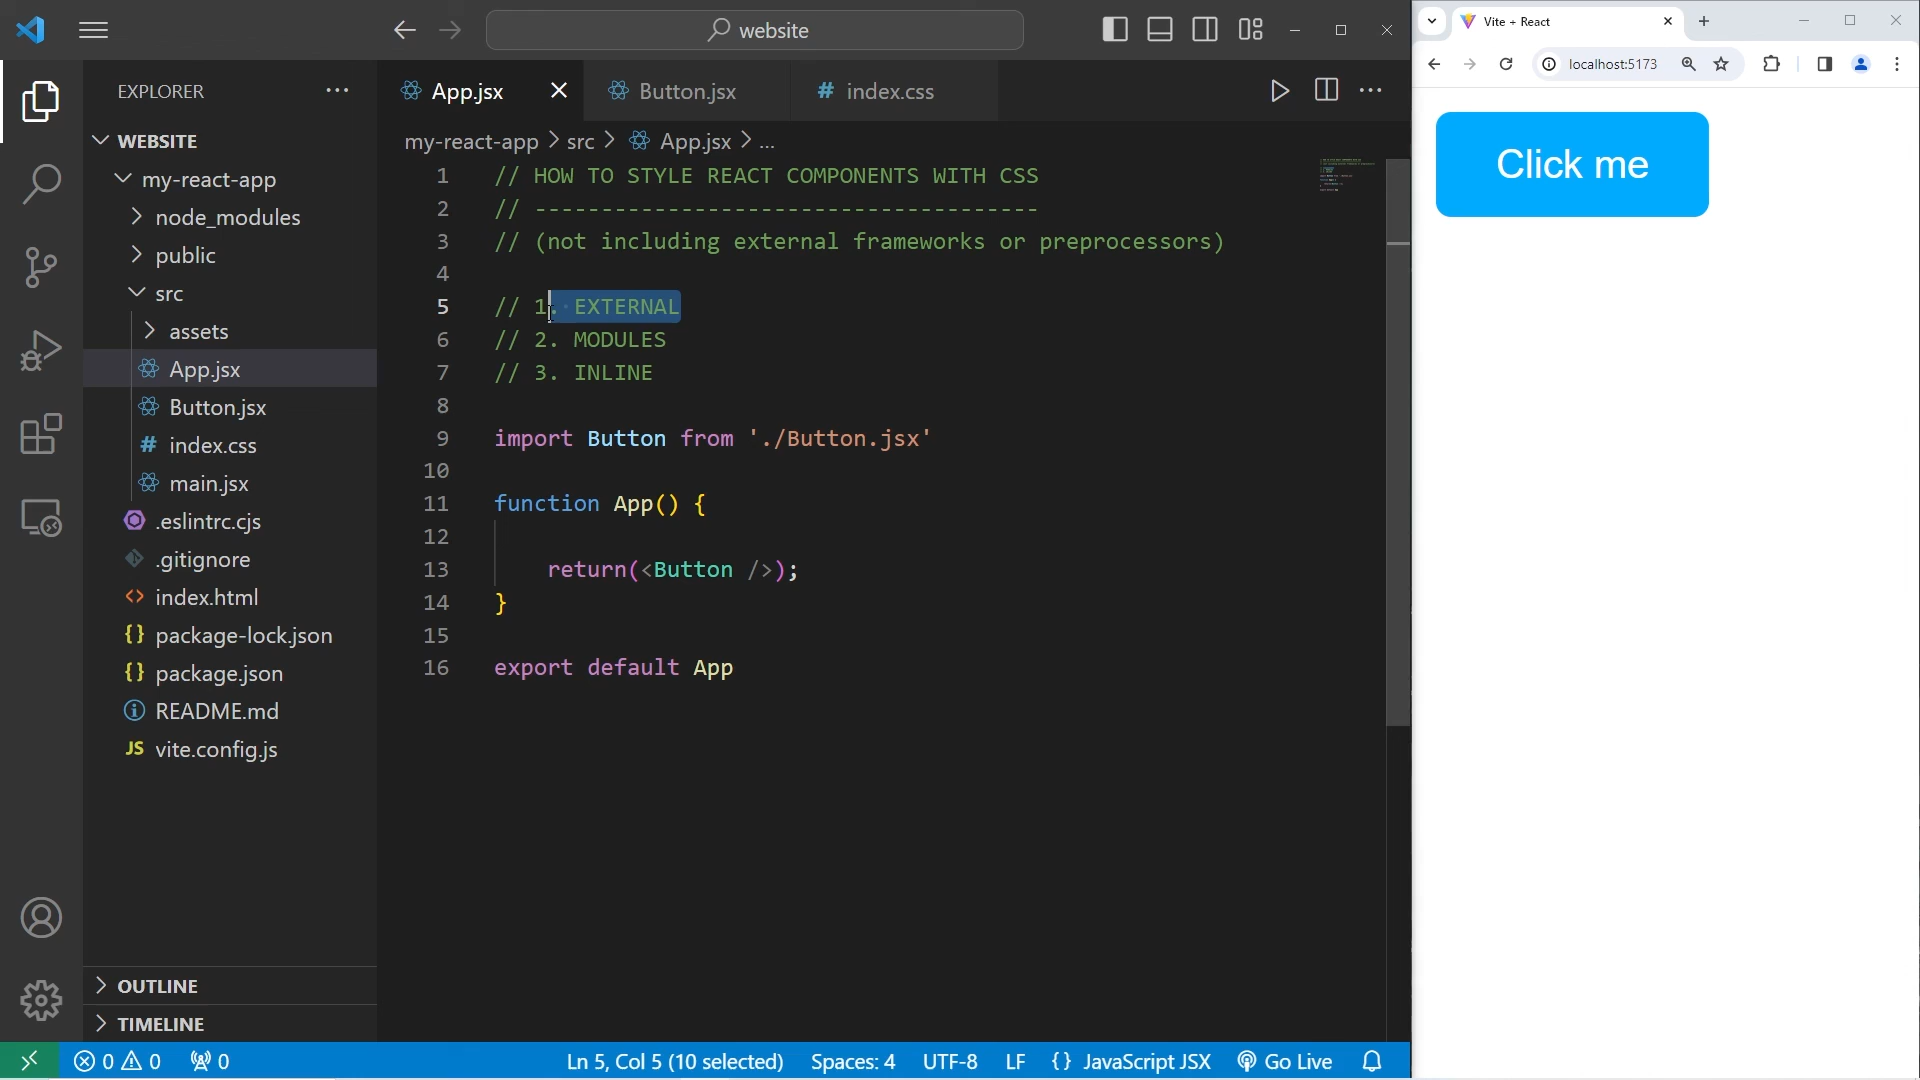 website
EXPLORER
WEBSITE
my-react-app
node_modules
public
src
assets
App.jsx
Button.jsx
index.css
main.jsx
.eslintrc.cjs
.gitignore
index.html
package-lock.json
package.json
README.md
JS vite.config.js
OUTLINE
TIMELINE
App.jsx
Button.jsx
# index.css
my-react-app > src > App.jsx > ...
1 // HOW TO STYLE REACT COMPONENTS WITH CSS
2 // --------------------------------------
3 // (not including external frameworks or preprocessors)
4
5 // 1. EXTERNAL
6 // 2. MODULES
7 // 3. INLINE
8
9 import Button from './Button.jsx'
10
11 function App() {
12
13 return(<Button />);
14 }
15
16 export default App
0 0 0
Ln 5, Col 5 (10 selected)
Spaces: 4
UTF-8
LF
{ } JavaScript JSX
Go Live
Vite + React
localhost:5173
Click me